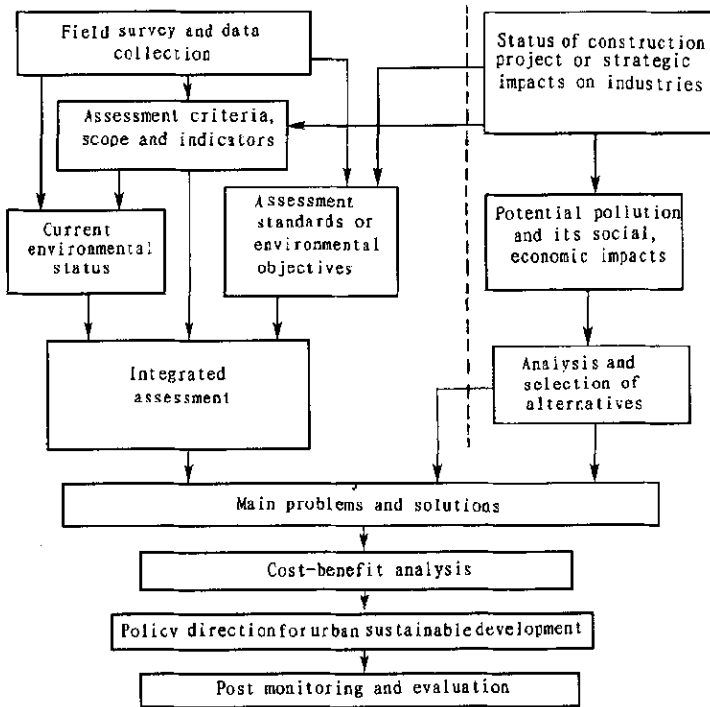 Field survey and data
collection
Status of construction
project or strategic
impacts on industries
Assessment criteria,
scope and indicators
Current
environmental
status
Assessment
standards or
environmental
objectives
Potential pollution
and its social,
economic impacts
Integrated
assessment
Analysis and
selection of
alternatives
Main problems and solutions
Cost-benefit analysis
Policy direction for urban sustainable development
Post monitoring and evaluation